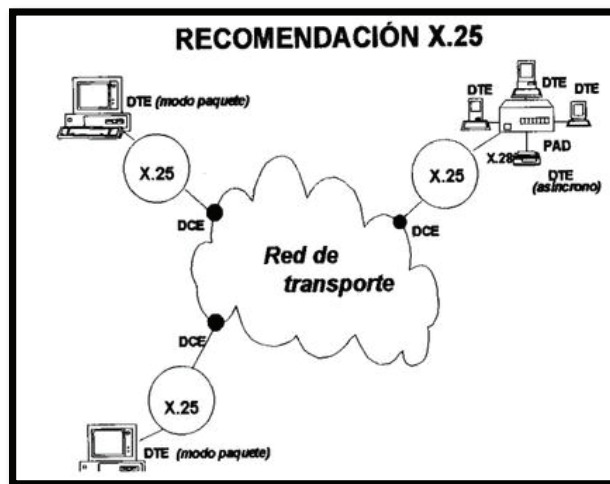 RECOMENDACIÓN X.25
DTE (modo paquete)
X.25
DCE
DTE
DTE
DTE
PAD
X.28
DTE
(asíncrono)
X.25
DCE
Red de
transporte
DCE
X.25
DTE (modo paquete)